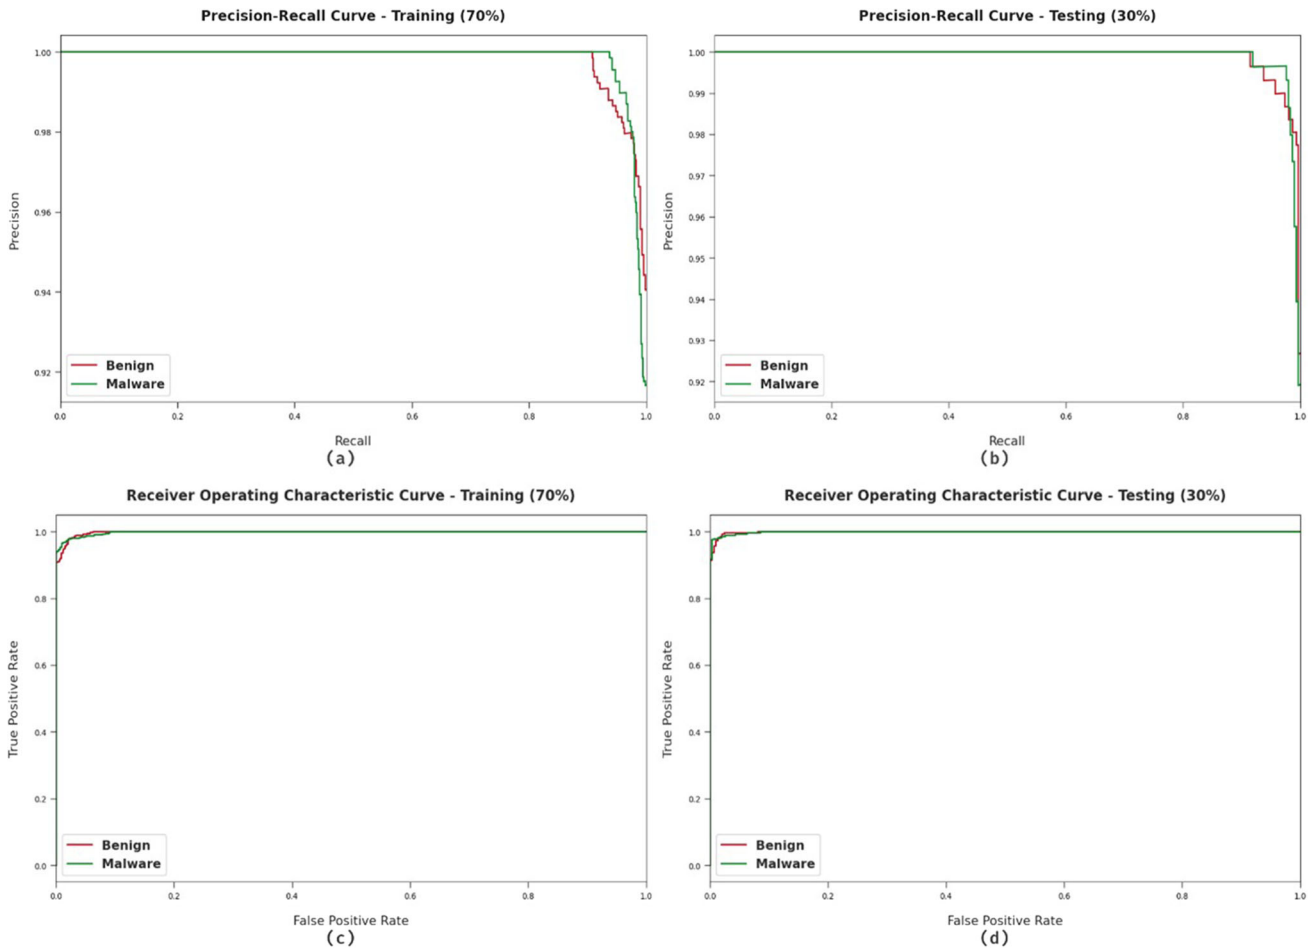 Precision-Recall Curve - Training (70%)
Precision
1.00
0.98
0.96
0.94
0.92
Benign
Malware
0.0 0.2 0.4 0.6 0.8 1.0
Recall
(a)
Precision-Recall Curve - Testing (30%)
Precision
1.00
0.99
0.98
0.97
0.96
0.95
0.94
0.93
0.92
Benign
Malware
0.0 0.2 0.4 0.6 0.8 1.0
Recall
(b)
Receiver Operating Characteristic Curve - Training (70%)
True Positive Rate
1.0
0.8
0.6
0.4
0.2
0.0
Benign
Malware
0.0 0.2 0.4 0.6 0.8 1.0
False Positive Rate
(c)
Receiver Operating Characteristic Curve - Testing (30%)
True Positive Rate
1.0
0.8
0.6
0.4
0.2
0.0
Benign
Malware
0.0 0.2 0.4 0.6 0.8 1.0
False Positive Rate
(d)